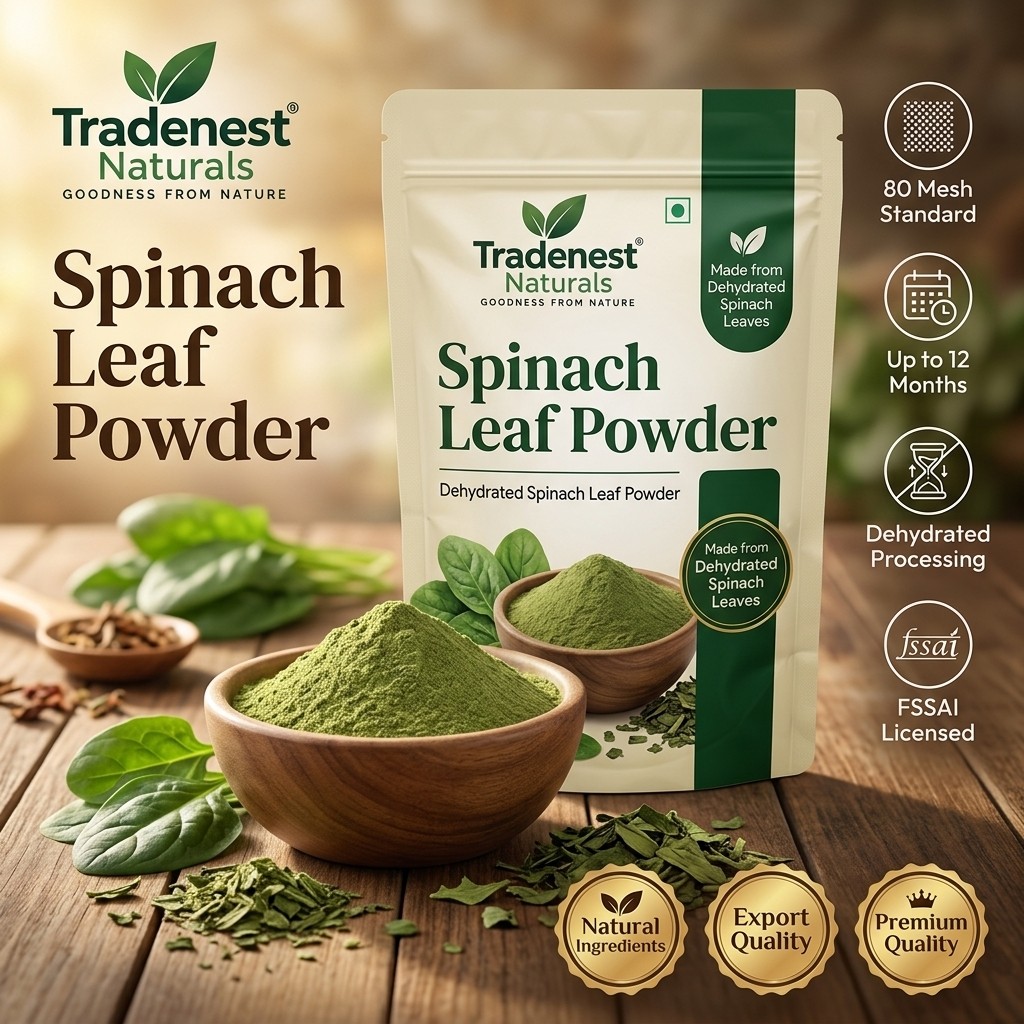 Tradenest®
Naturals
GOODNESS FROM NATURE
Spinach
Leaf
Powder
Tradenest®
Naturals
GOODNESS FROM NATURE
Made from
Dehydrated
Spinach
Leaves
Spinach
Leaf Powder
Dehydrated Spinach Leaf Powder
Made from
Dehydrated
Spinach
Leaves
80 Mesh
Standard
Up to 12
Months
Dehydrated
Processing
fssai
FSSAI
Licensed
Natural
Ingredients
Export
Quality
Premium
Quality